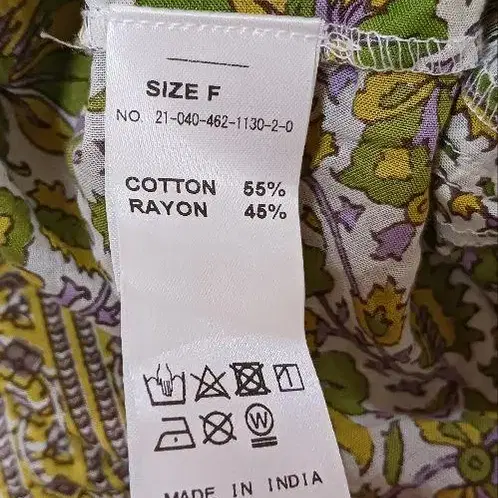 SIZE F
NO. 21-040-462-1130-2-0
COTTON 55%
RAYON 45%
W
MADE IN INDIA